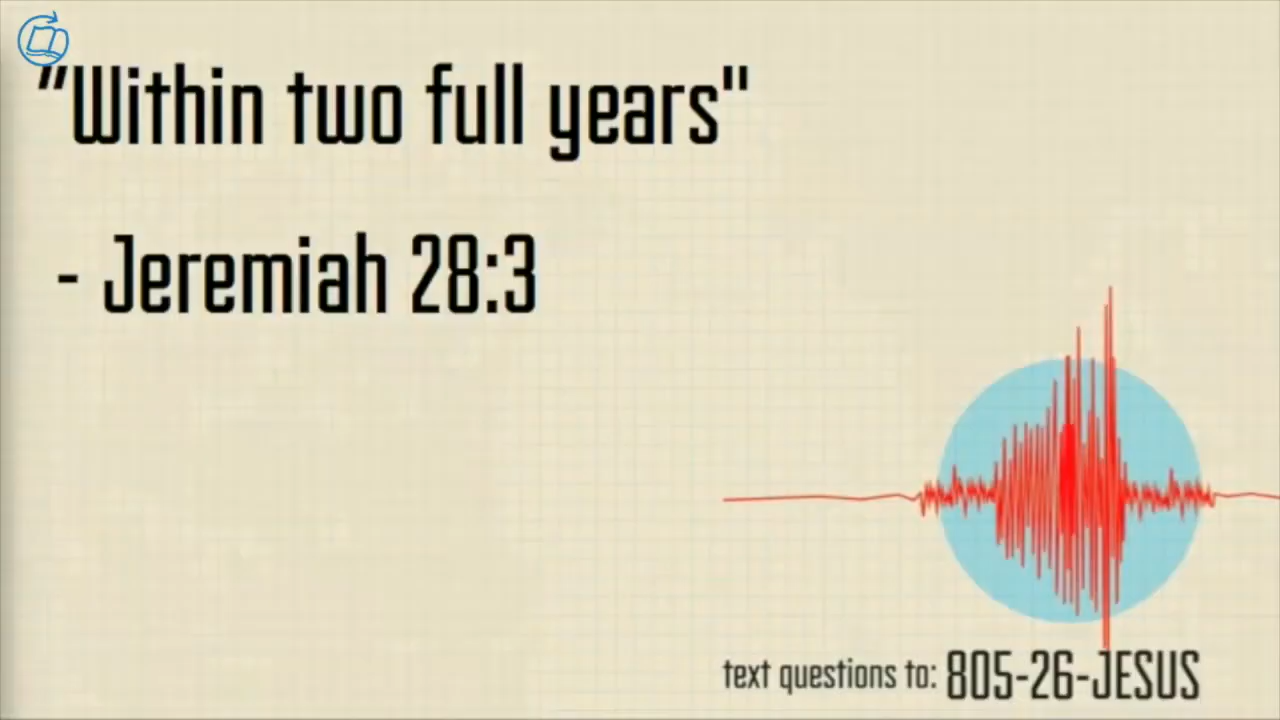 "Within two full years"
- Jeremiah 28:3
text questions to: 805-26-JESUS